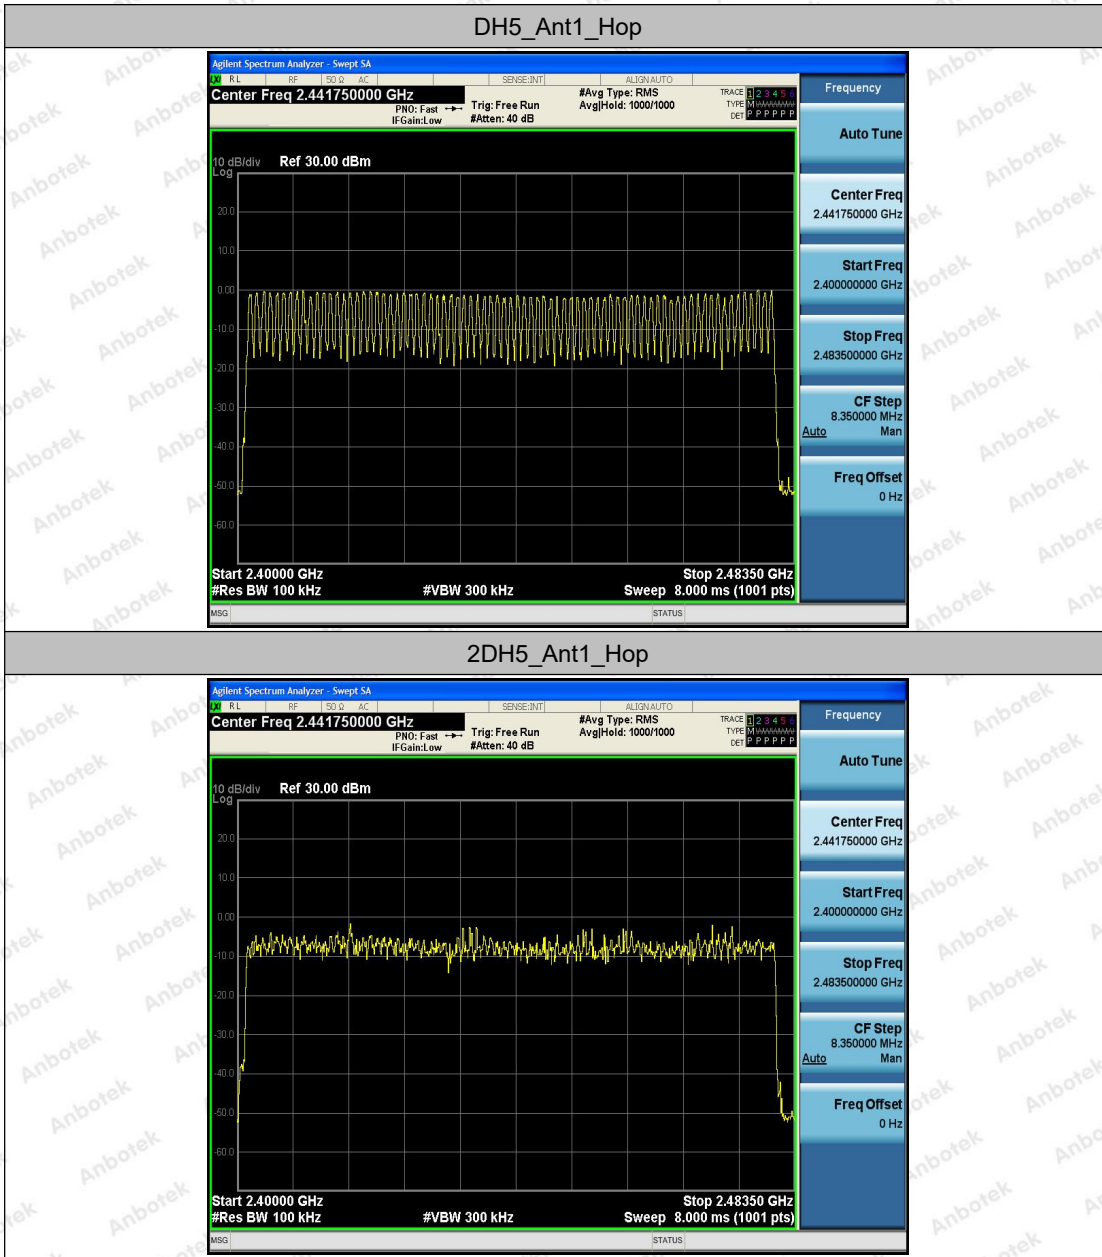 DH5_Ant1_Hop
Agilent Spectrum Analyzer - Swept SA
LXI RL RF 50 Ω AC SENSE:INT ALIGNAUTO
Center Freq 2.441750000 GHz
PNO: Fast
IFGain:Low
Trig: Free Run
#Atten: 40 dB
#Avg Type: RMS
Avg|Hold: 1000/1000
TRACE 1 2 3 4 5 6
TYPE M
DET P P P P P P
10 dB/div Ref 30.00 dBm
Log
20.0
10.0
0.00
-10.0
-20.0
-30.0
-40.0
-50.0
-60.0
Start 2.40000 GHz Stop 2.48350 GHz
#Res BW 100 kHz #VBW 300 kHz Sweep 8.000 ms (1001 pts)
MSG STATUS
Frequency
Auto Tune
Center Freq
2.441750000 GHz
Start Freq
2.400000000 GHz
Stop Freq
2.483500000 GHz
CF Step
8.350000 MHz
Auto Man
Freq Offset
0 Hz
2DH5_Ant1_Hop
Agilent Spectrum Analyzer - Swept SA
LXI RL RF 50 Ω AC SENSE:INT ALIGNAUTO
Center Freq 2.441750000 GHz
PNO: Fast
IFGain:Low
Trig: Free Run
#Atten: 40 dB
#Avg Type: RMS
Avg|Hold: 1000/1000
TRACE 1 2 3 4 5 6
TYPE M
DET P P P P P P
10 dB/div Ref 30.00 dBm
Log
20.0
10.0
0.00
-10.0
-20.0
-30.0
-40.0
-50.0
-60.0
Start 2.40000 GHz Stop 2.48350 GHz
#Res BW 100 kHz #VBW 300 kHz Sweep 8.000 ms (1001 pts)
MSG STATUS
Frequency
Auto Tune
Center Freq
2.441750000 GHz
Start Freq
2.400000000 GHz
Stop Freq
2.483500000 GHz
CF Step
8.350000 MHz
Auto Man
Freq Offset
0 Hz
Anbotek